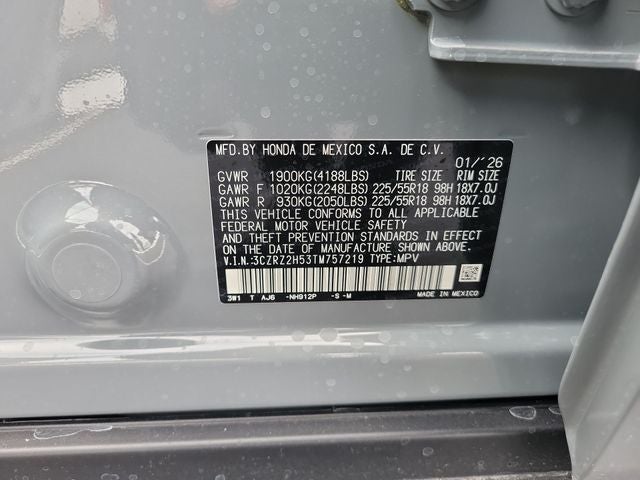 MFD.BY HONDA DE MEXICO S.A. DE C.V.
01/'26
GVWR 1900KG(4188LBS) TIRE SIZE RIM SIZE
GAWR F 1020KG(2248LBS) 225/55R18 98H 18X7.0J
GAWR R 930KG(2050LBS) 225/55R18 98H 18X7.0J
THIS VEHICLE CONFORMS TO ALL APPLICABLE
FEDERAL MOTOR VEHICLE SAFETY
AND THEFT PREVENTION STANDARDS IN EFFECT
ON THE DATE OF MANUFACTURE SHOWN ABOVE.
V.I.N.:3CZRZ2H53TM757219 TYPE:MPV
3W1 T AJ6 -NH912P -S -M MADE IN MEXICO